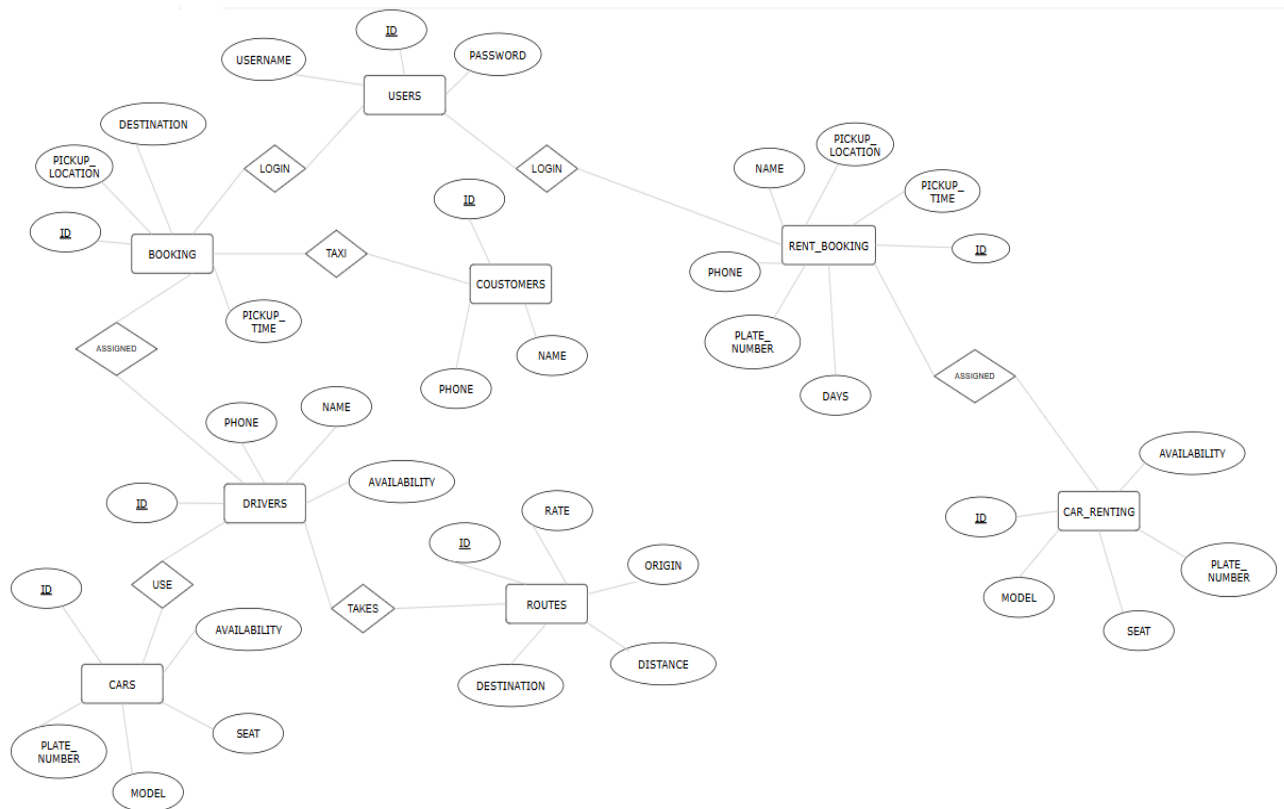 ID
USERNAME
PASSWORD
USERS
DESTINATION
PICKUP_
LOCATION
LOGIN
LOGIN
PICKUP_
LOCATION
NAME
PICKUP_
TIME
ID
ID
BOOKING
TAXI
RENT_BOOKING
ID
PHONE
COUSTOMERS
PICKUP_
TIME
PLATE_
NUMBER
ASSIGNED
NAME
ASSIGNED
PHONE
DAYS
PHONE
NAME
AVAILABILITY
AVAILABILITY
ID
DRIVERS
RATE
ID
CAR_RENTING
ID
ORIGIN
PLATE_
NUMBER
ID
USE
TAKES
ROUTES
MODEL
AVAILABILITY
SEAT
DISTANCE
CARS
DESTINATION
SEAT
PLATE_
NUMBER
MODEL